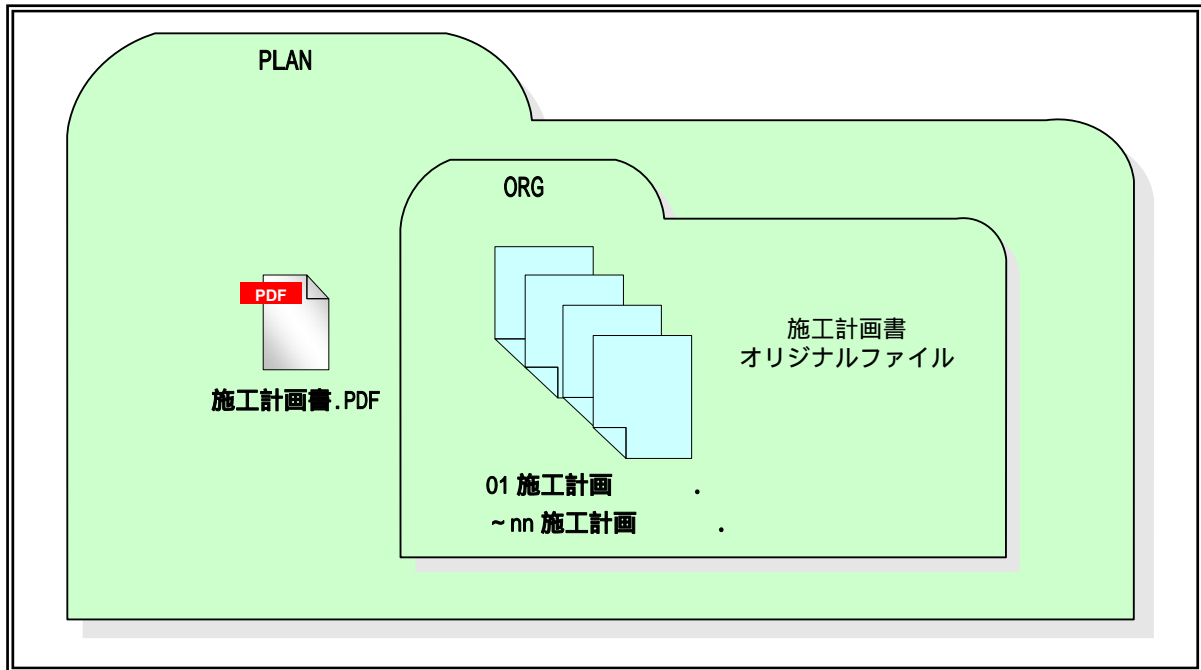 PLAN
ORG
PDF
施工計画書.PDF
施工計画書
オリジナルファイル
01 施工計画 .
~nn 施工計画 .